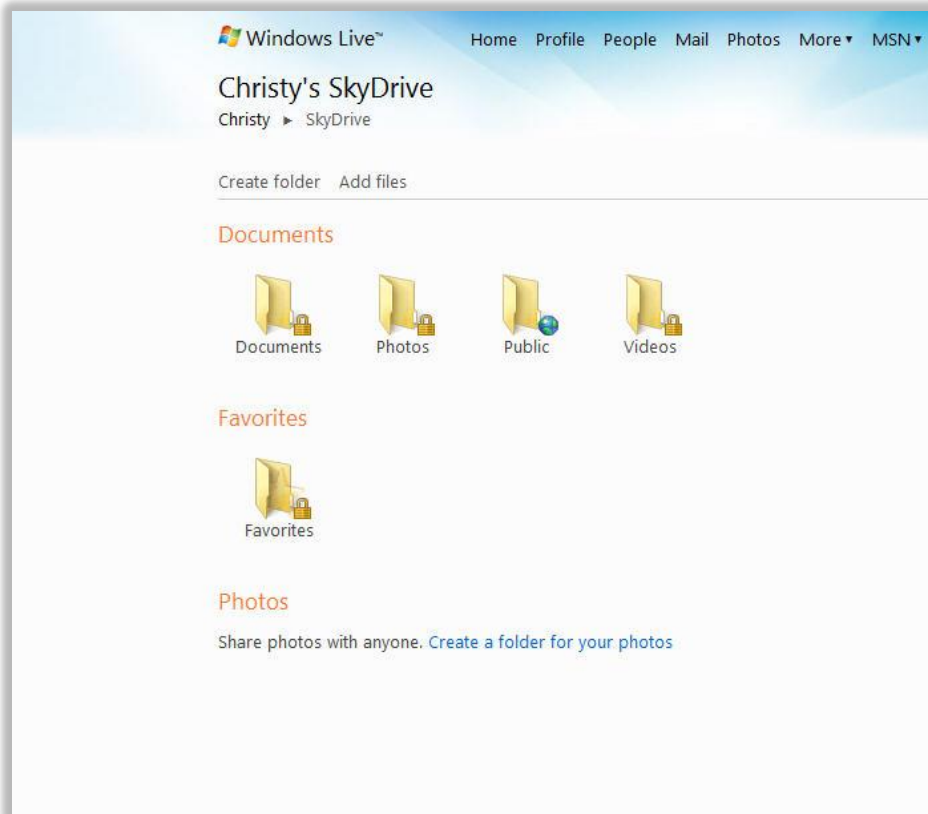 Windows Live™ Home Profile People Mail Photos More ▾ MSN ▾
Christy's SkyDrive
Christy ▸ SkyDrive
Create folder Add files
Documents
Documents Photos Public Videos
Favorites
Favorites
Photos
Share photos with anyone. Create a folder for your photos